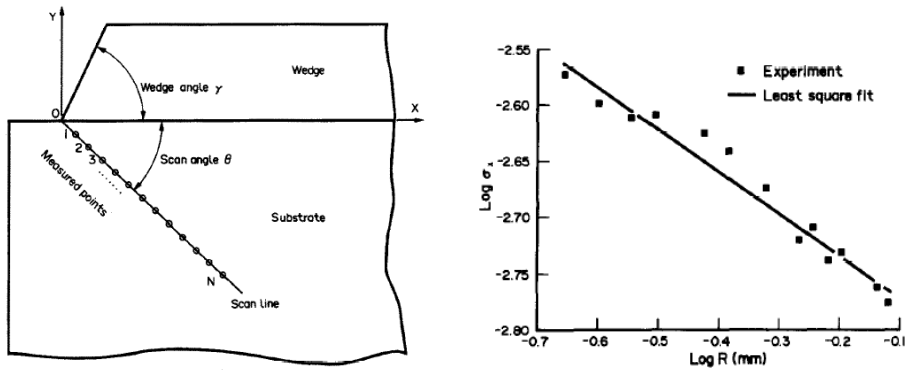 Y
Wedge
Wedge angle γ
O
X
1
2
3
Scan angle θ
Measured points
Substrate
N
Scan line
-2.55
-2.60
-2.65
-2.70
-2.75
-2.80
Log σx
Experiment
Least square fit
-0.7
-0.6
-0.5
-0.4
-0.3
-0.2
-0.1
Log R (mm)